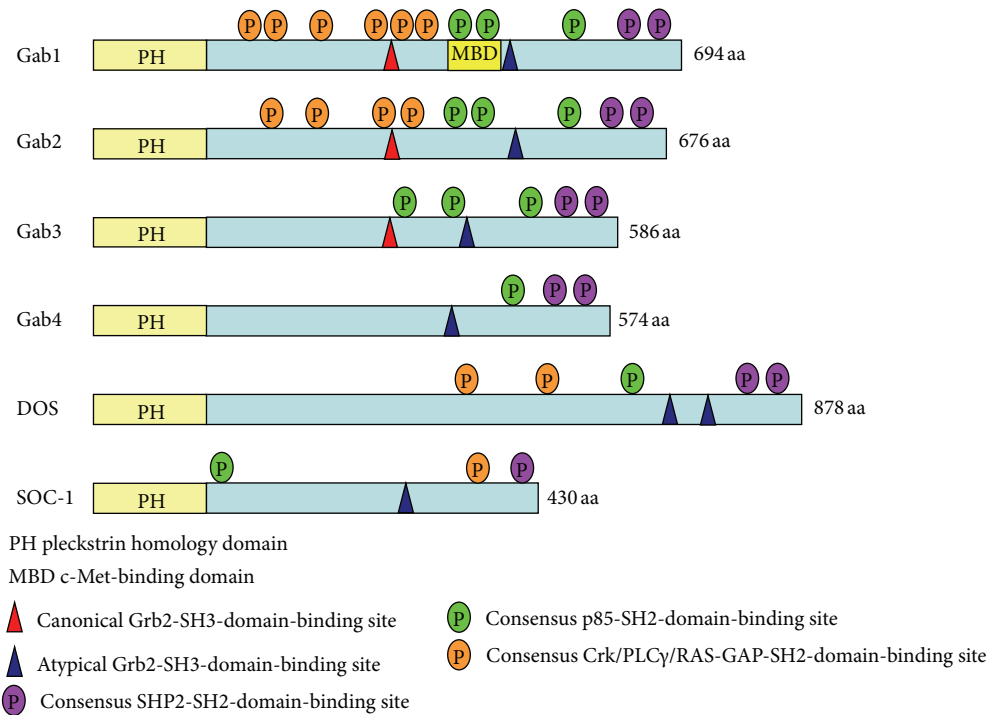 P P P P P P P P P P P
Gab1 PH MBD 694 aa
P P P P P P P P P
Gab2 PH 676 aa
P P P P P
Gab3 PH 586 aa
P P P
Gab4 PH 574 aa
P P P P P
DOS PH 878 aa
P P P
SOC-1 PH 430 aa
PH pleckstrin homology domain
MBD c-Met-binding domain
Canonical Grb2-SH3-domain-binding site
Atypical Grb2-SH3-domain-binding site
P Consensus SHP2-SH2-domain-binding site
P Consensus p85-SH2-domain-binding site
P Consensus Crk/PLCγ/RAS-GAP-SH2-domain-binding site